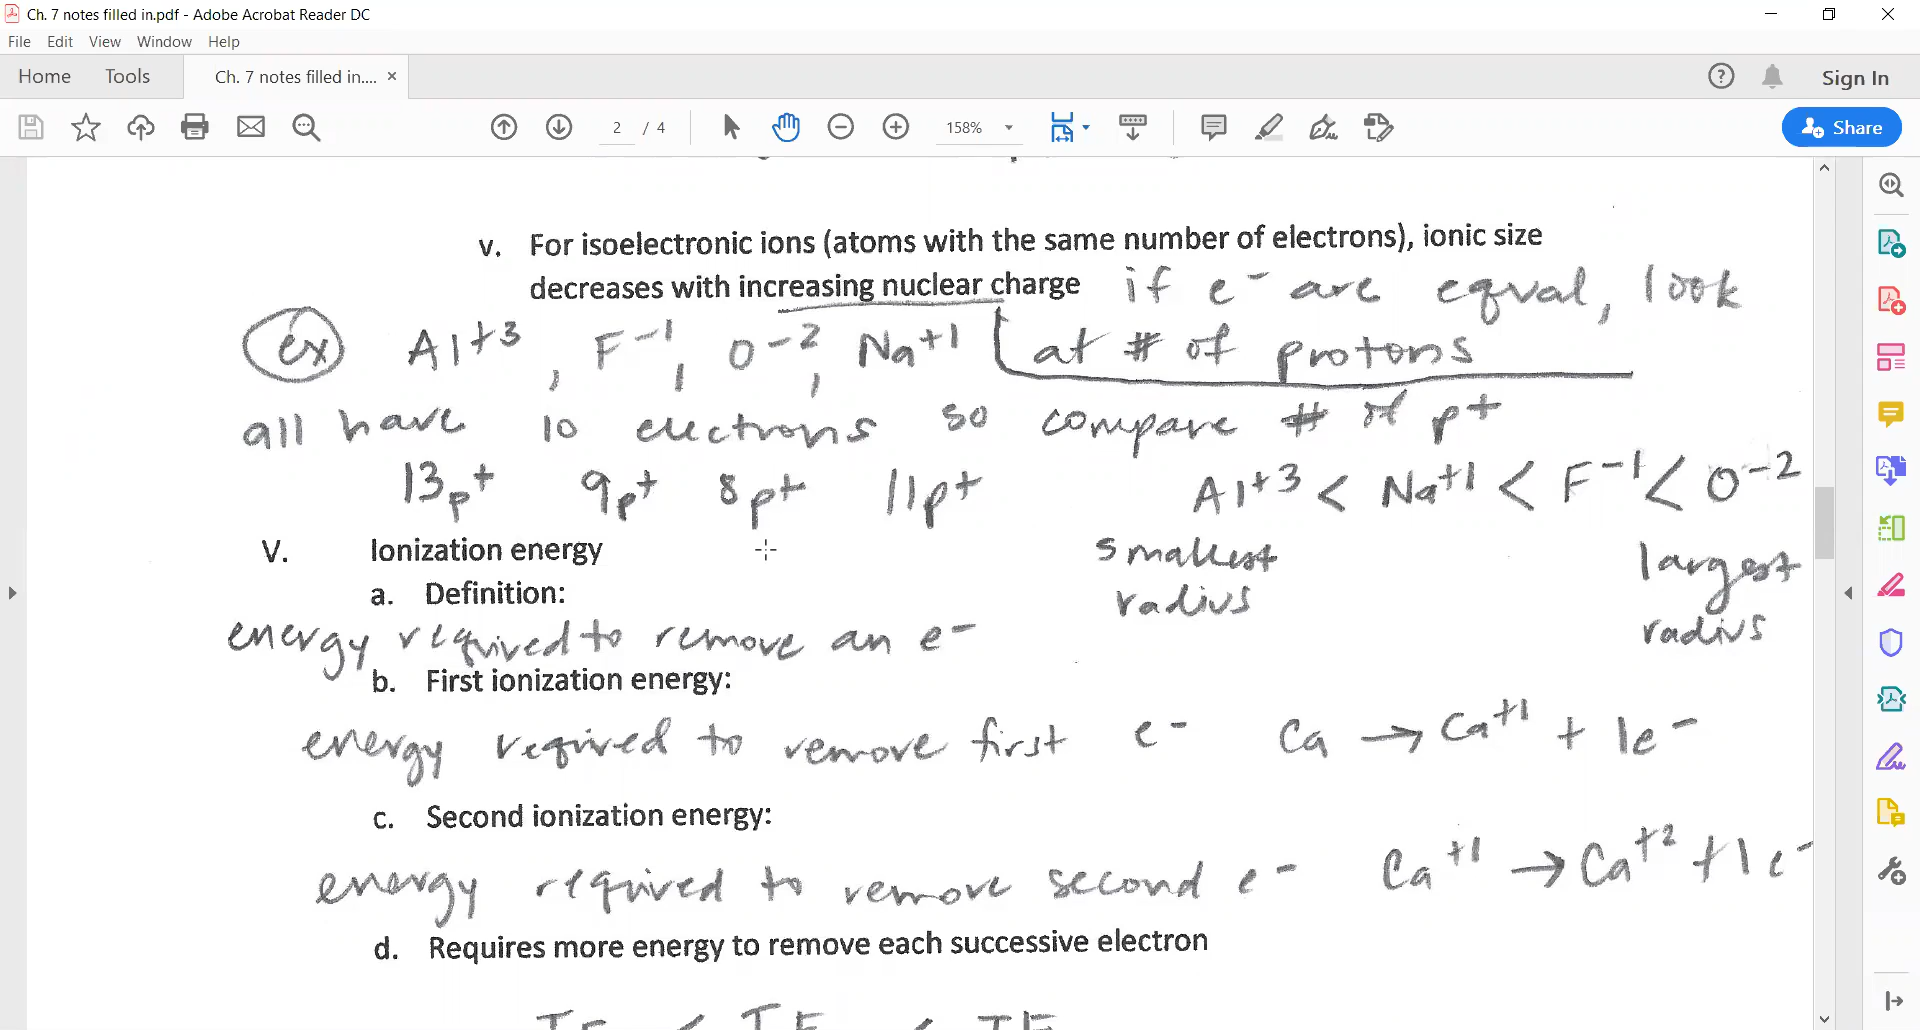 Ch. 7 notes filled in.pdf - Adobe Acrobat Reader DC
File Edit View Window Help
Home Tools Ch. 7 notes filled in.... × Sign In
2 / 4 158% Share
v. For isoelectronic ions (atoms with the same number of electrons), ionic size
decreases with increasing nuclear charge if e⁻ are equal, look
ex Al⁺³, F⁻¹, O⁻², Na⁺¹ at # of protons
all have 10 electrons so compare # of p⁺
13p⁺ 9p⁺ 8p⁺ 11p⁺ Al⁺³ < Na⁺¹ < F⁻¹ < O⁻²
V. Ionization energy smallest largest
a. Definition: radius radius
energy required to remove an e⁻
b. First ionization energy:
energy required to remove first e⁻ Ca → Ca⁺¹ + 1e⁻
c. Second ionization energy:
energy required to remove second e⁻ Ca⁺¹ → Ca⁺² + 1e⁻
d. Requires more energy to remove each successive electron